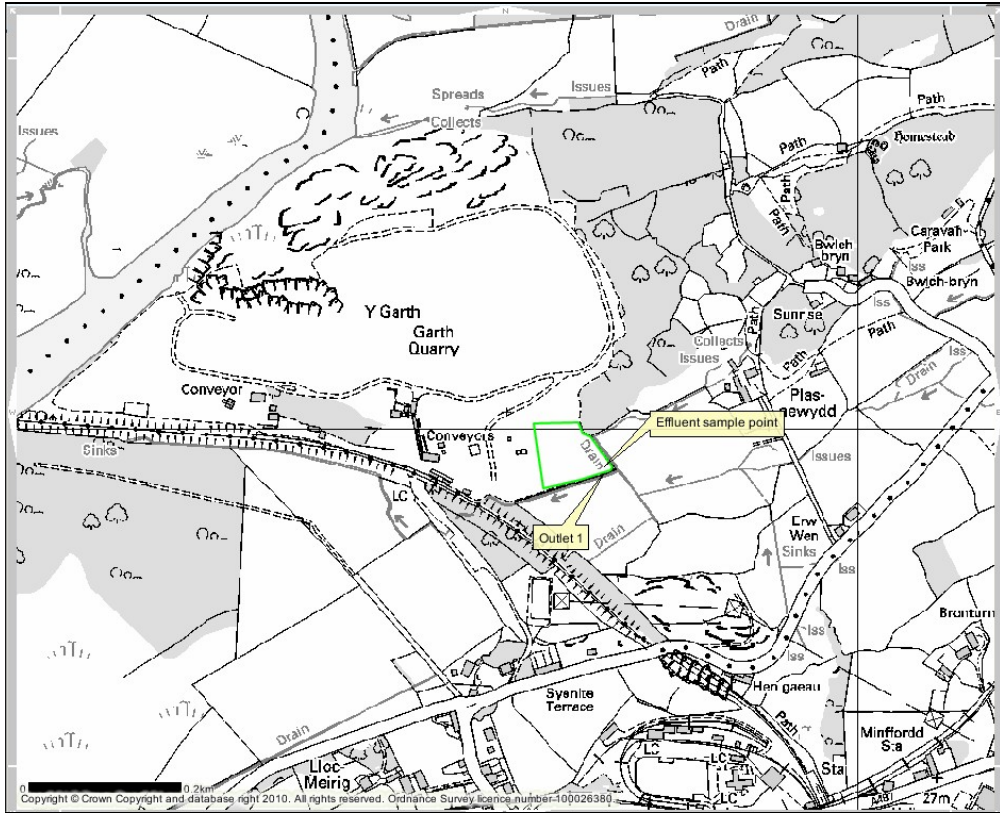 N
Drain
Path
Issues
Spreads
Collects
Path
Issues
Path
Homestead
Path
Path
Caravan
Park
Bwlch
bryn
Iss
Bwlch-bryn
Iss
Y Garth
Garth
Quarry
Sunrise
Path
Collects
Issues
Iss
Drain
Conveyor
Plas-
newydd
Effluent sample point
Conveyors
Sinks
Drain
Issues
LC
Outlet 1
Drain
Erw
Wen
Sinks
Iss
Bronturn
Iss
Iss
Hen gaeau
Syenite
Terrace
Path
Drain
Minffordd
Sta
LC
LC
Sta
Lloc
Meirig
LC
MS
27m
0
0.2km
Copyright © Crown Copyright and database right 2010. All rights reserved. Ordnance Survey licence number 100026380.